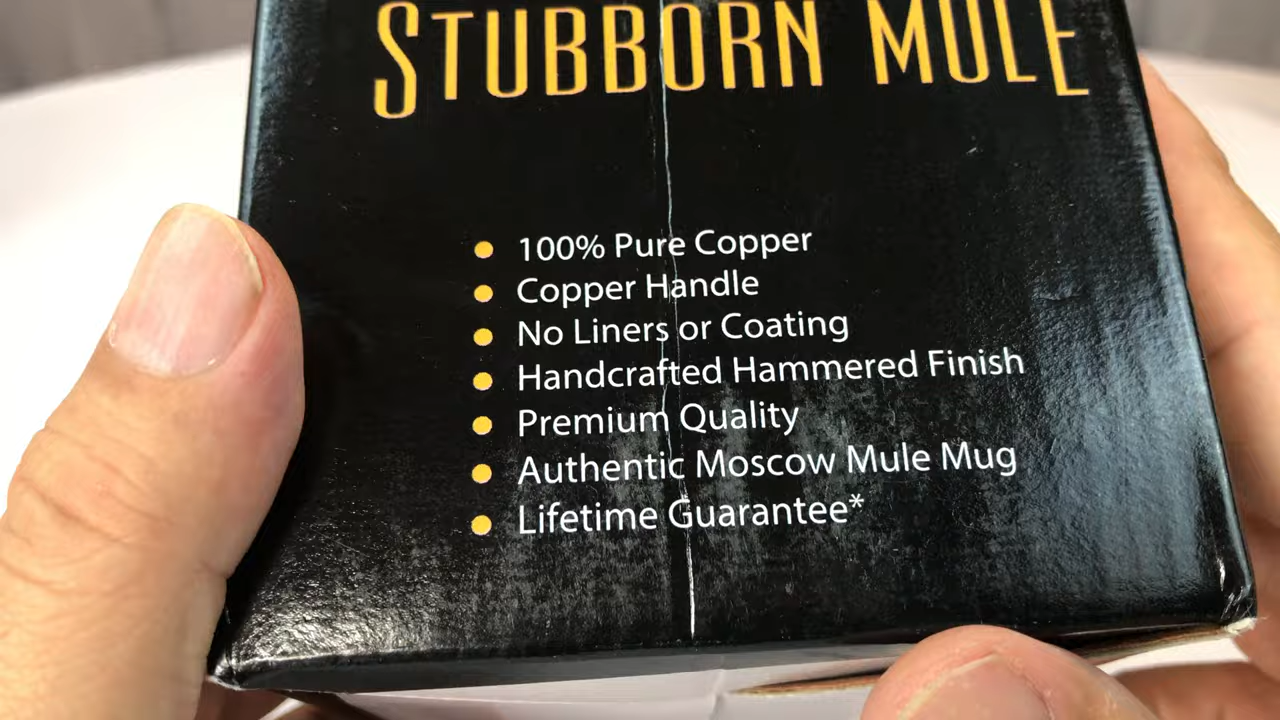 STUBBORN MULE
100% Pure Copper
Copper Handle
No Liners or Coating
Handcrafted Hammered Finish
Premium Quality
Authentic Moscow Mule Mug
Lifetime Guarantee*